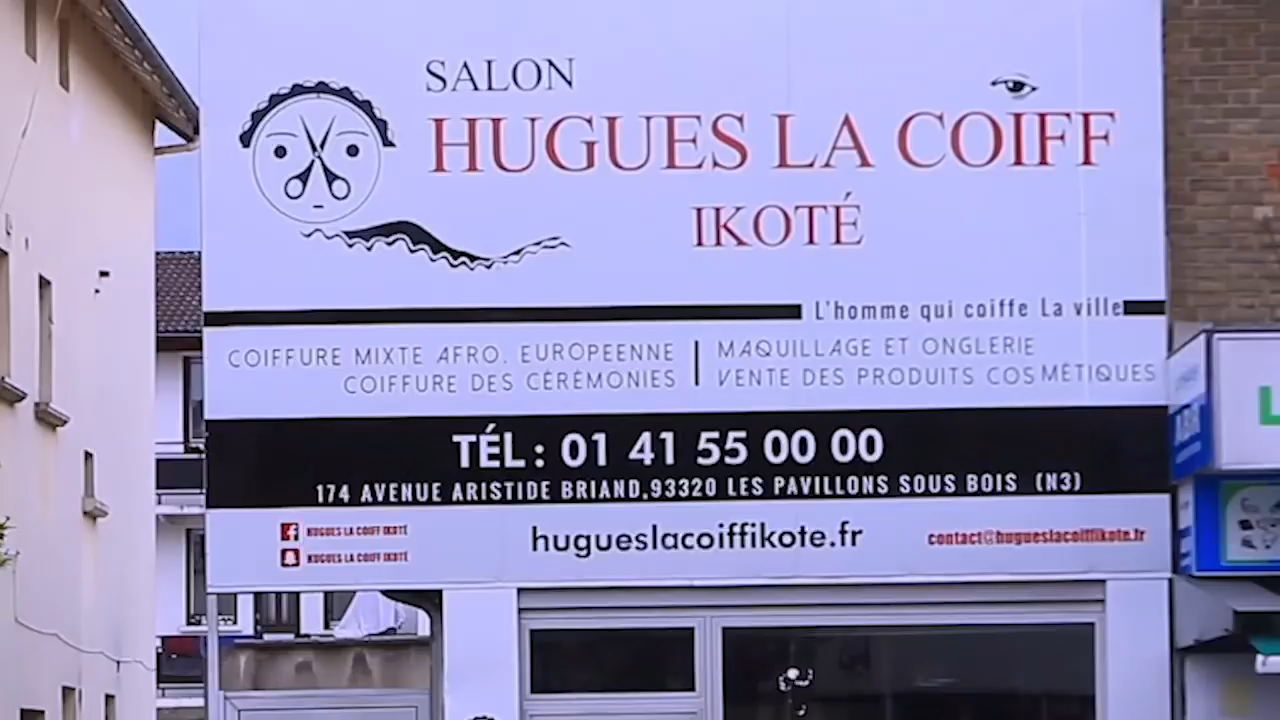 SALON
HUGUES LA COIFF
IKOTÉ
L'homme qui coiffe La ville
COIFFURE MIXTE AFRO. EUROPEENNE
COIFFURE DES CÉRÉMONIES
MAQUILLAGE ET ONGLERIE
VENTE DES PRODUITS COSMÉTIQUES
TÉL : 01 41 55 00 00
174 AVENUE ARISTIDE BRIAND,93320 LES PAVILLONS SOUS BOIS (N3)
HUGUES LA COIFF IKOTÉ
HUGUES LA COIFF IKOTÉ
hugueslacoiffikote.fr
contact@hugueslacoiffikote.fr